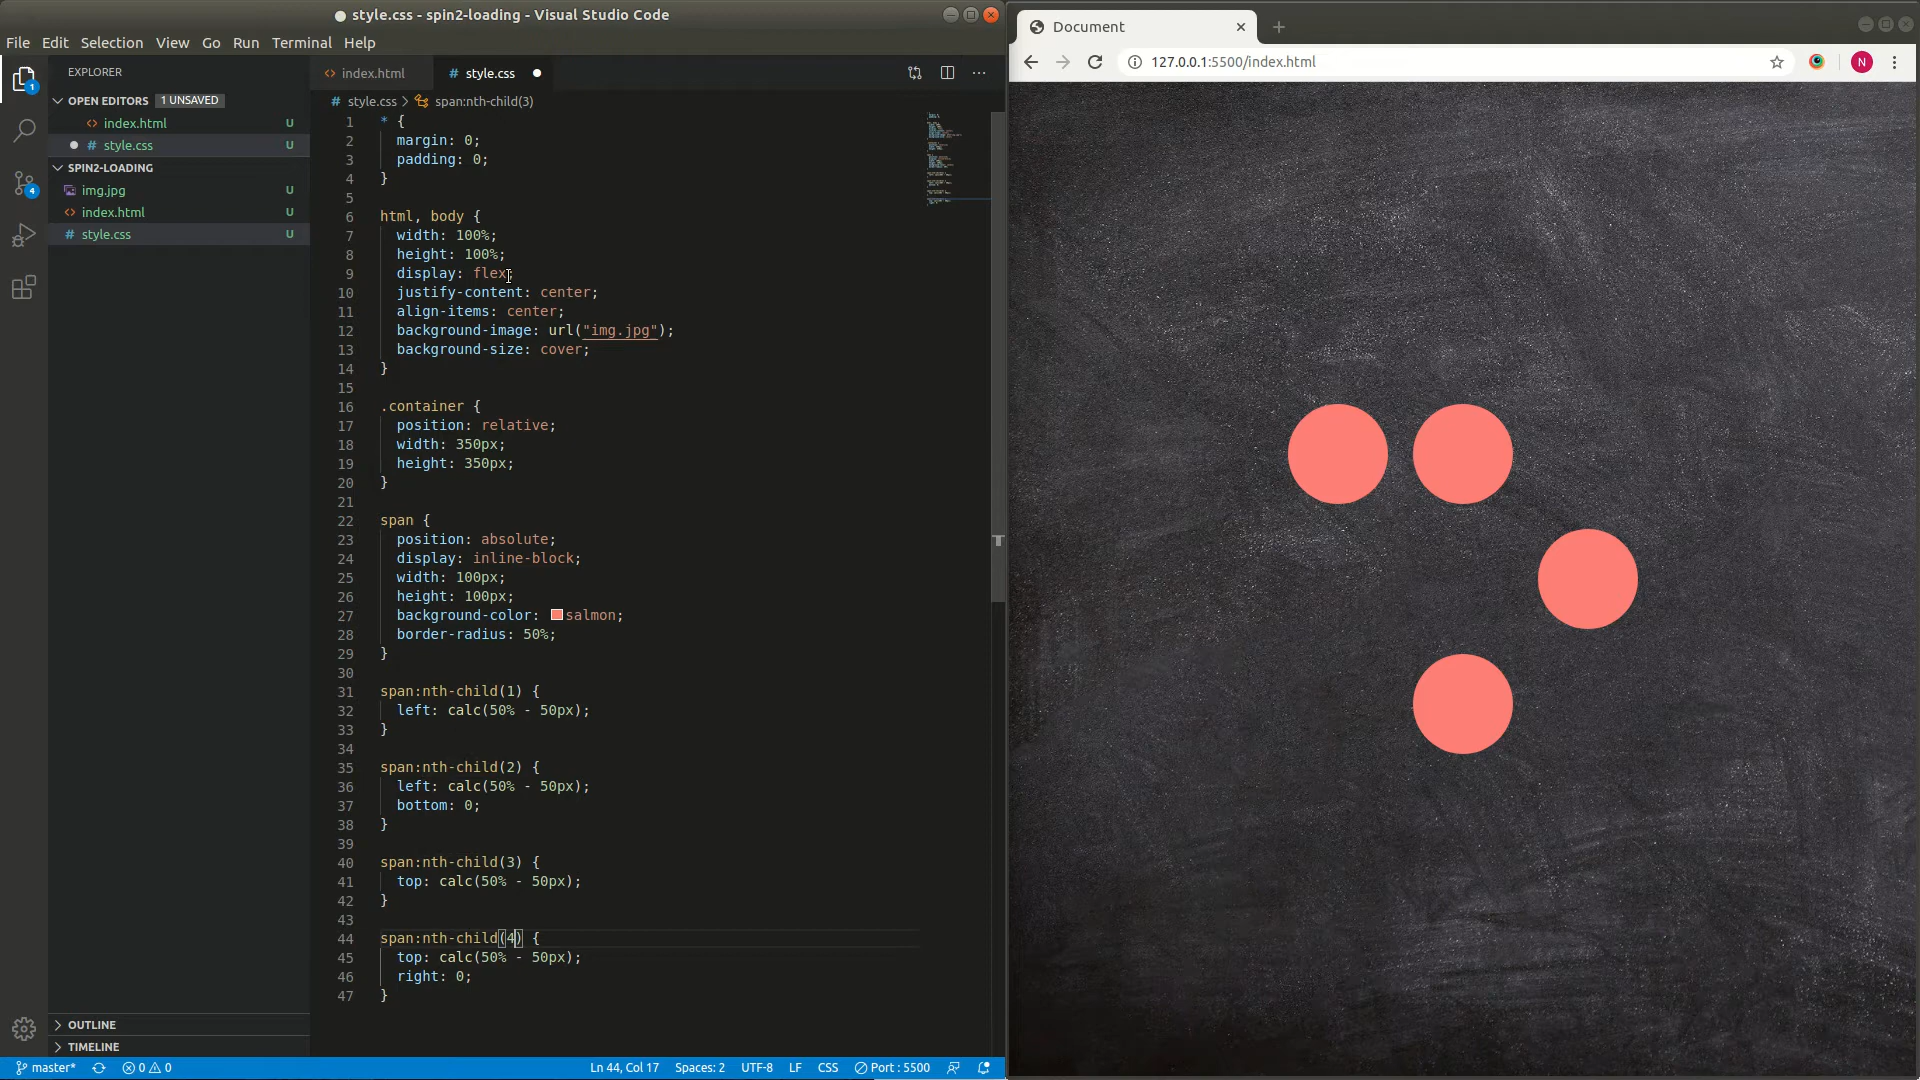 style.css - spin2-loading - Visual Studio Code
File Edit Selection View Go Run Terminal Help
EXPLORER
OPEN EDITORS 1 UNSAVED
index.html U
style.css U
SPIN2-LOADING
img.jpg U
index.html U
style.css U
OUTLINE
TIMELINE
1
4
index.html style.css
style.css > span:nth-child(3)
1 * {
2 margin: 0;
3 padding: 0;
4 }
5
6 html, body {
7 width: 100%;
8 height: 100%;
9 display: flex;
10 justify-content: center;
11 align-items: center;
12 background-image: url("img.jpg");
13 background-size: cover;
14 }
15
16 .container {
17 position: relative;
18 width: 350px;
19 height: 350px;
20 }
21
22 span {
23 position: absolute;
24 display: inline-block;
25 width: 100px;
26 height: 100px;
27 background-color: salmon;
28 border-radius: 50%;
29 }
30
31 span:nth-child(1) {
32 left: calc(50% - 50px);
33 }
34
35 span:nth-child(2) {
36 left: calc(50% - 50px);
37 bottom: 0;
38 }
39
40 span:nth-child(3) {
41 top: calc(50% - 50px);
42 }
43
44 span:nth-child(4) {
45 top: calc(50% - 50px);
46 right: 0;
47 }
master* 0 0 Ln 44, Col 17 Spaces: 2 UTF-8 LF CSS Port : 5500
Document
127.0.0.1:5500/index.html
N